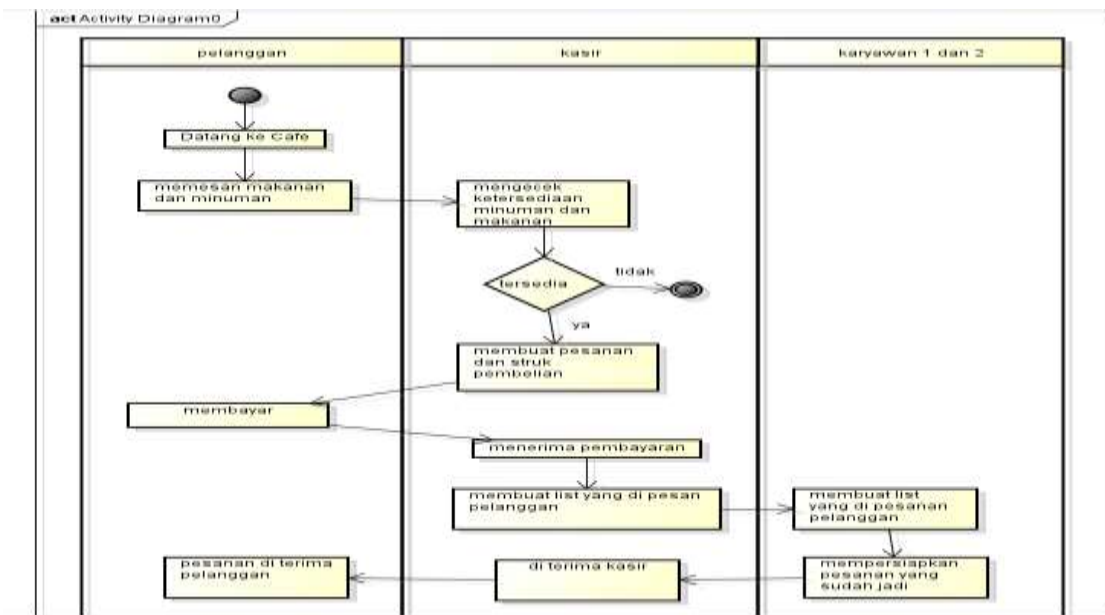 act Activity Diagram0
pelanggan
kasir
karyawan 1 dan 2
Datang ke Cafe
memesan makanan
dan minuman
mengecek
ketersediaan
minuman dan
makanan
tersedia
tidak
ya
membuat pesanan
dan struk
pembelian
membayar
menerima pembayaran
membuat list yang di pesan
pelanggan
membuat list
yang di pesanan
pelanggan
pesanan di terima
pelanggan
di terima kasir
mempersiapkan
pesanan yang
sudah jadi